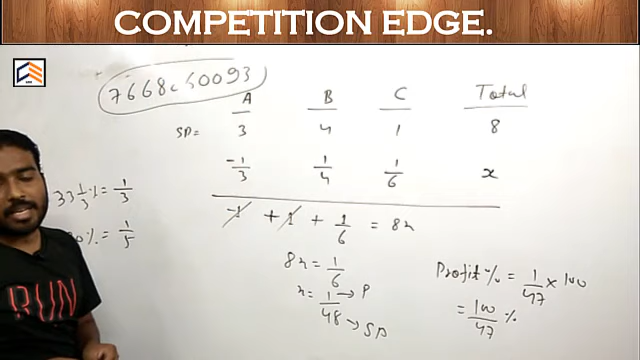 COMPETITION EDGE.
A B C Total
SP= 3 4 1 8
-1/3 1/4 1/6 x
33 1/3 % = 1/3
-1 + 1 + 1/6 = 8x
0% = 1/5
8x = 1/6
x = 1/48 → P
→ SP
Profit % = 1/47 × 100
= 100/47 %
RUN